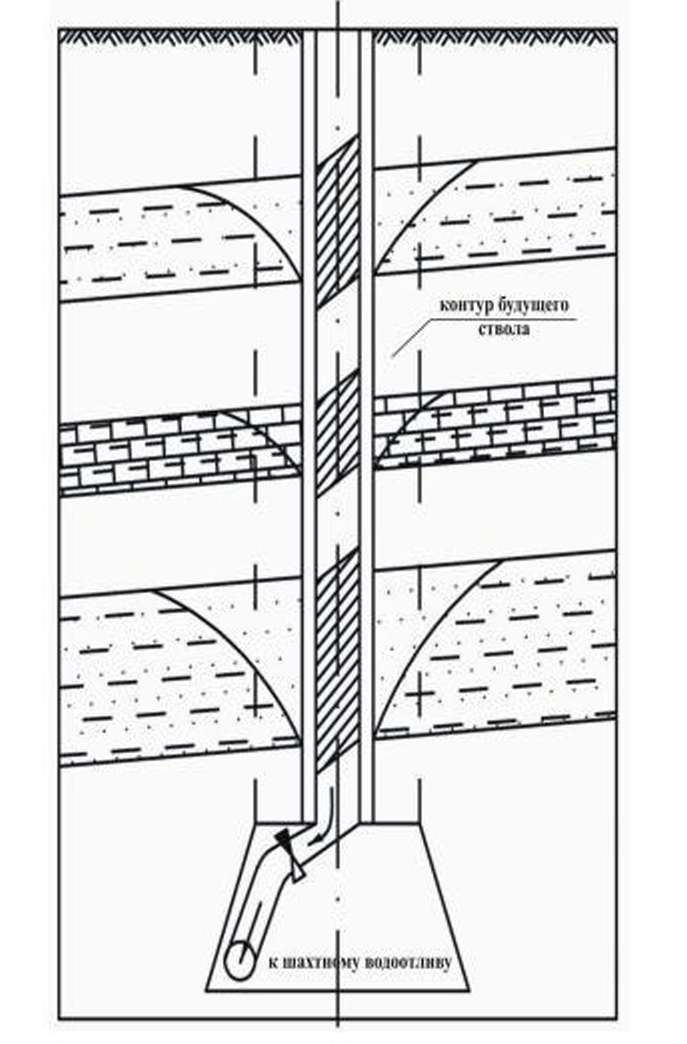 контур будущего
ствола
к шахтному водоотливу